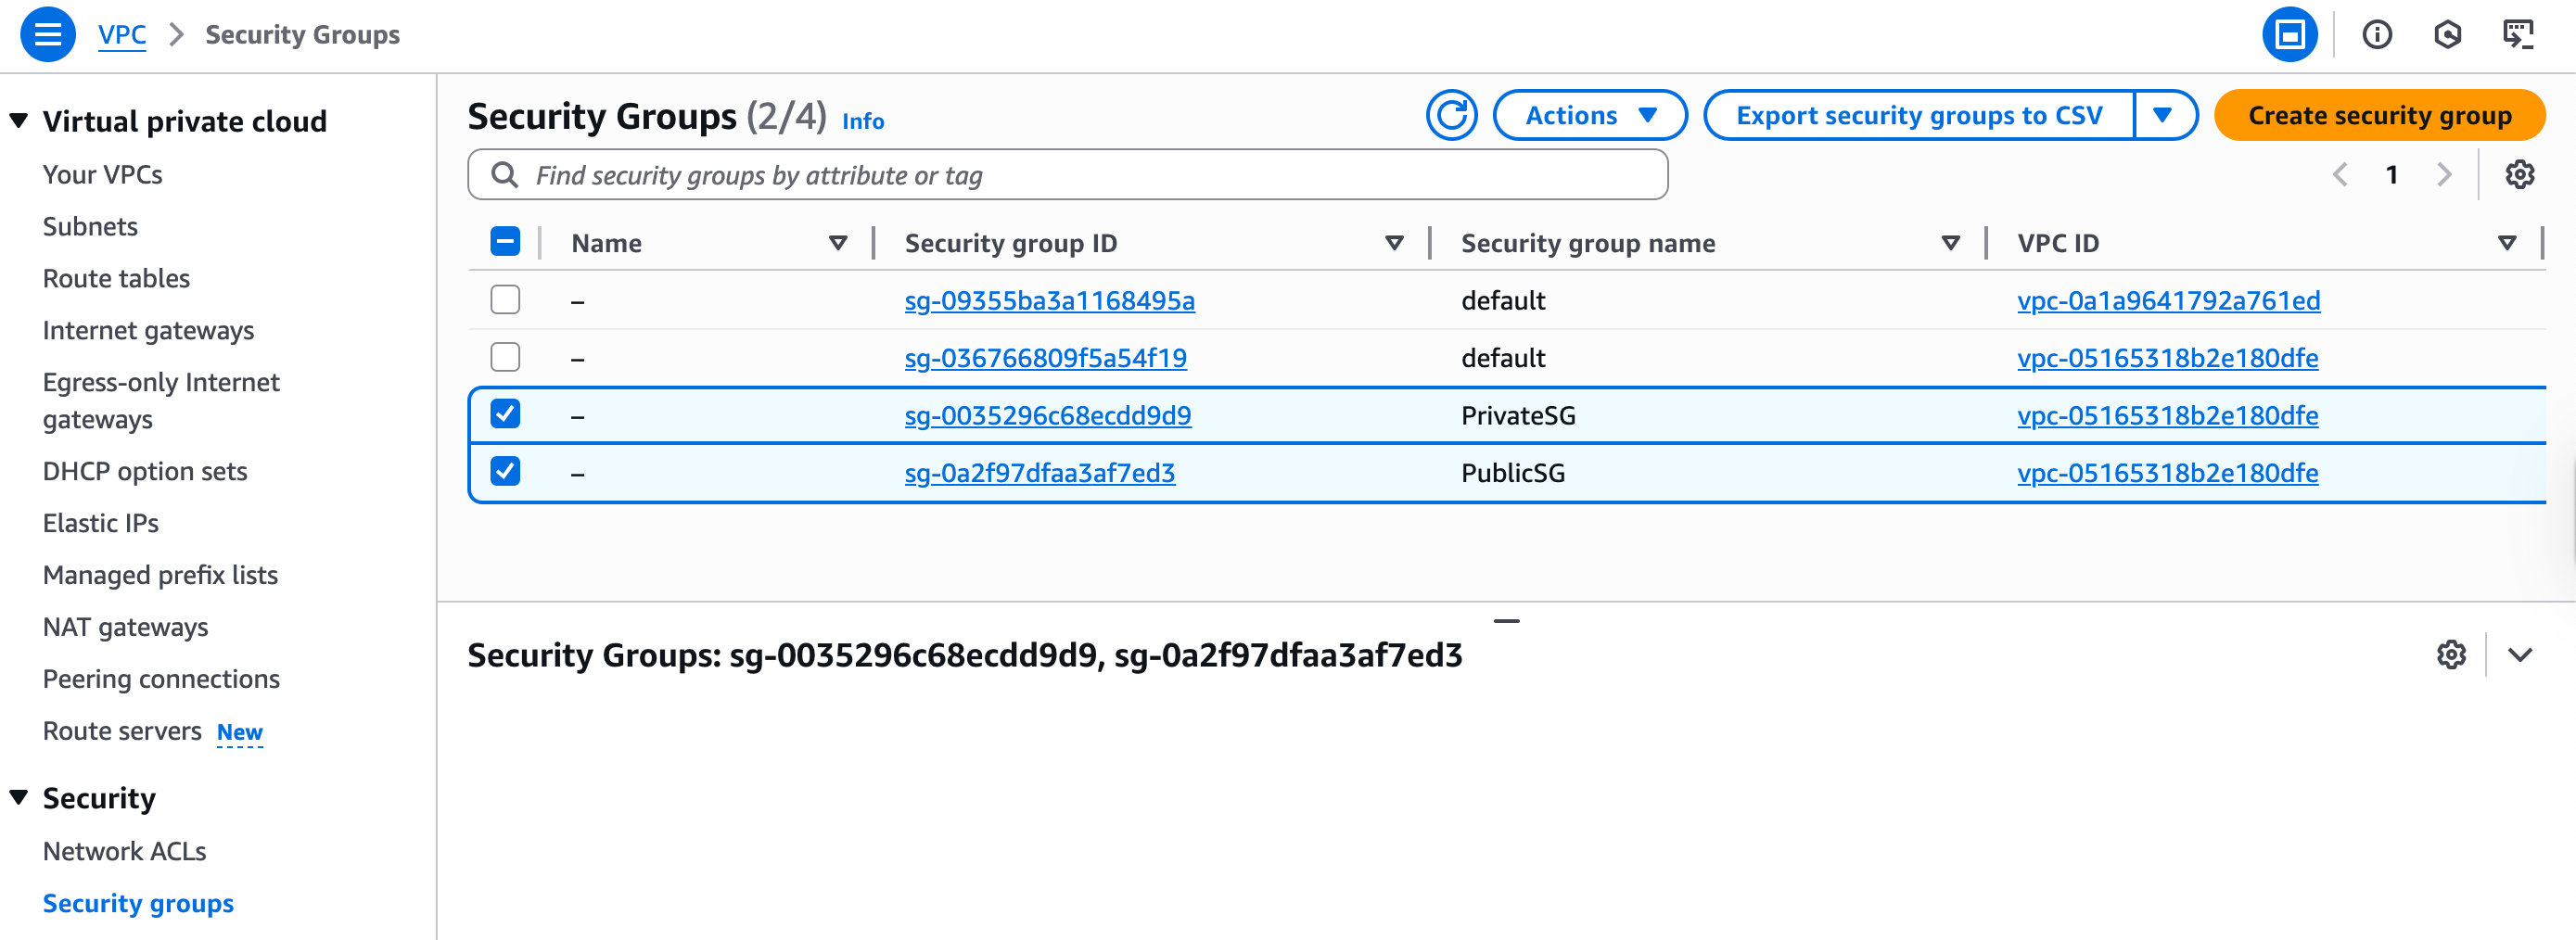 VPC > Security Groups
Virtual private cloud
Your VPCs
Subnets
Route tables
Internet gateways
Egress-only Internet
gateways
DHCP option sets
Elastic IPs
Managed prefix lists
NAT gateways
Peering connections
Route servers New
Security
Network ACLs
Security groups
Security Groups (2/4) Info
Actions
Export security groups to CSV
Create security group
Find security groups by attribute or tag
1
Name Security group ID Security group name VPC ID
– sg-09355ba3a1168495a default vpc-0a1a9641792a761ed
– sg-036766809f5a54f19 default vpc-05165318b2e180dfe
– sg-0035296c68ecdd9d9 PrivateSG vpc-05165318b2e180dfe
– sg-0a2f97dfaa3af7ed3 PublicSG vpc-05165318b2e180dfe
Security Groups: sg-0035296c68ecdd9d9, sg-0a2f97dfaa3af7ed3